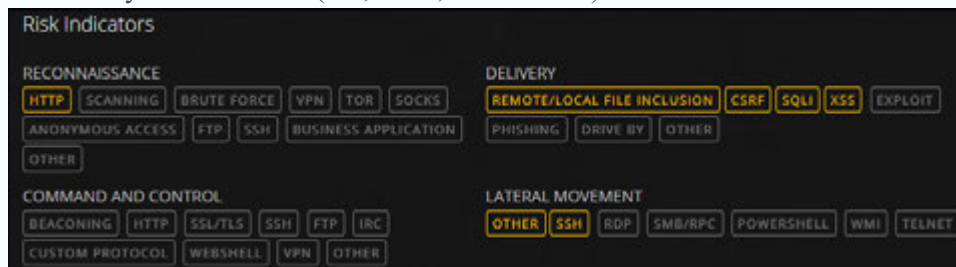 Risk Indicators
RECONNAISSANCE
HTTP SCANNING BRUTE FORCE VPN TOR SOCKS
ANONYMOUS ACCESS FTP SSH BUSINESS APPLICATION
OTHER
DELIVERY
REMOTE/LOCAL FILE INCLUSION CSRF SQLI XSS EXPLOIT
PHISHING DRIVE BY OTHER
COMMAND AND CONTROL
BEACONING HTTP SSL/TLS SSH FTP IRC
CUSTOM PROTOCOL WEBSHELL VPN OTHER
LATERAL MOVEMENT
OTHER SSH RDP SMB/RPC POWERSHELL WMI TELNET